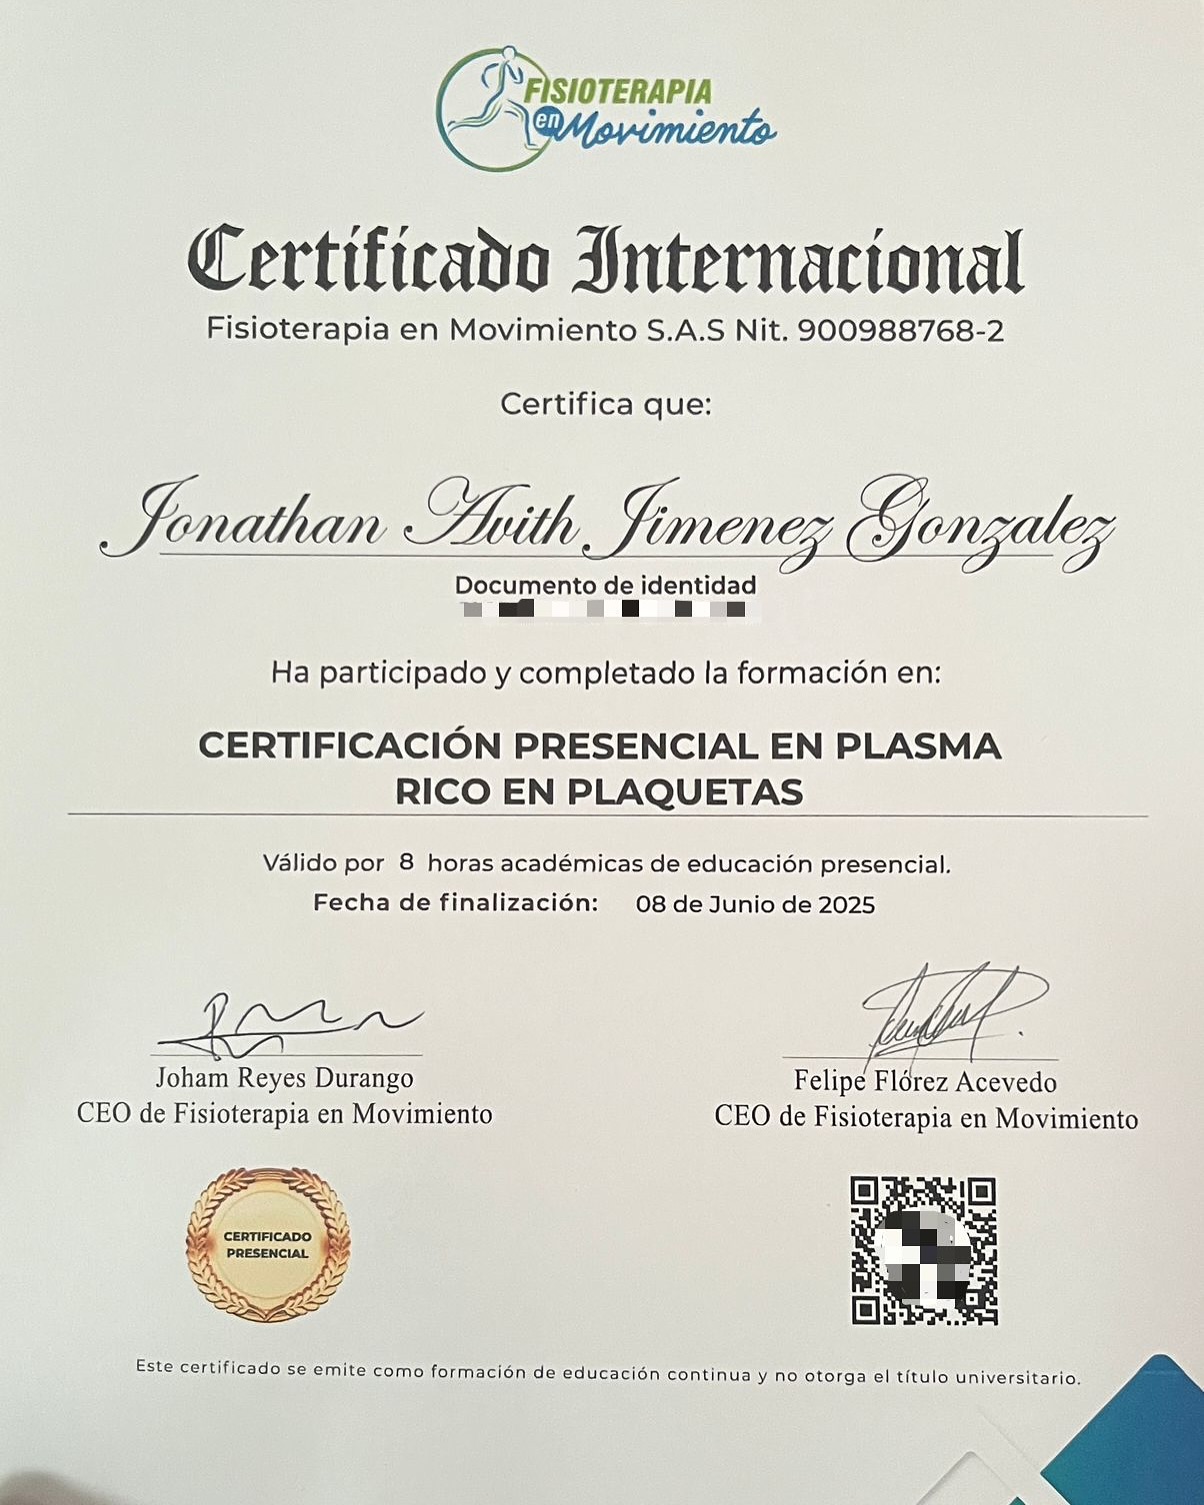 FISIOTERAPIA
en Movimiento
Certificado Internacional
Fisioterapia en Movimiento S.A.S Nit. 900988768-2
Certifica que:
Jonathan Avith Jimenez Gonzalez
Documento de identidad
Ha participado y completado la formación en:
CERTIFICACIÓN PRESENCIAL EN PLASMA
RICO EN PLAQUETAS
Válido por 8 horas académicas de educación presencial.
Fecha de finalización: 08 de Junio de 2025
Joham Reyes Durango
CEO de Fisioterapia en Movimiento
Felipe Flórez Acevedo
CEO de Fisioterapia en Movimiento
CERTIFICADO
PRESENCIAL
Este certificado se emite como formación de educación continua y no otorga el título universitario.